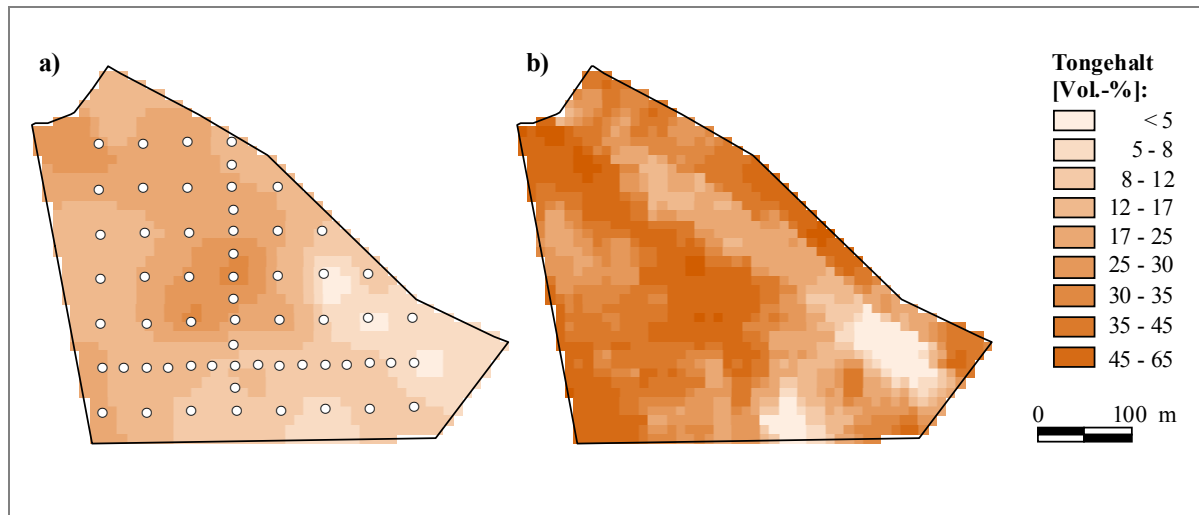 a)
b)
Tongehalt
[Vol.-%]:
< 5
5 - 8
8 - 12
12 - 17
17 - 25
25 - 30
30 - 35
35 - 45
45 - 65
0 100 m